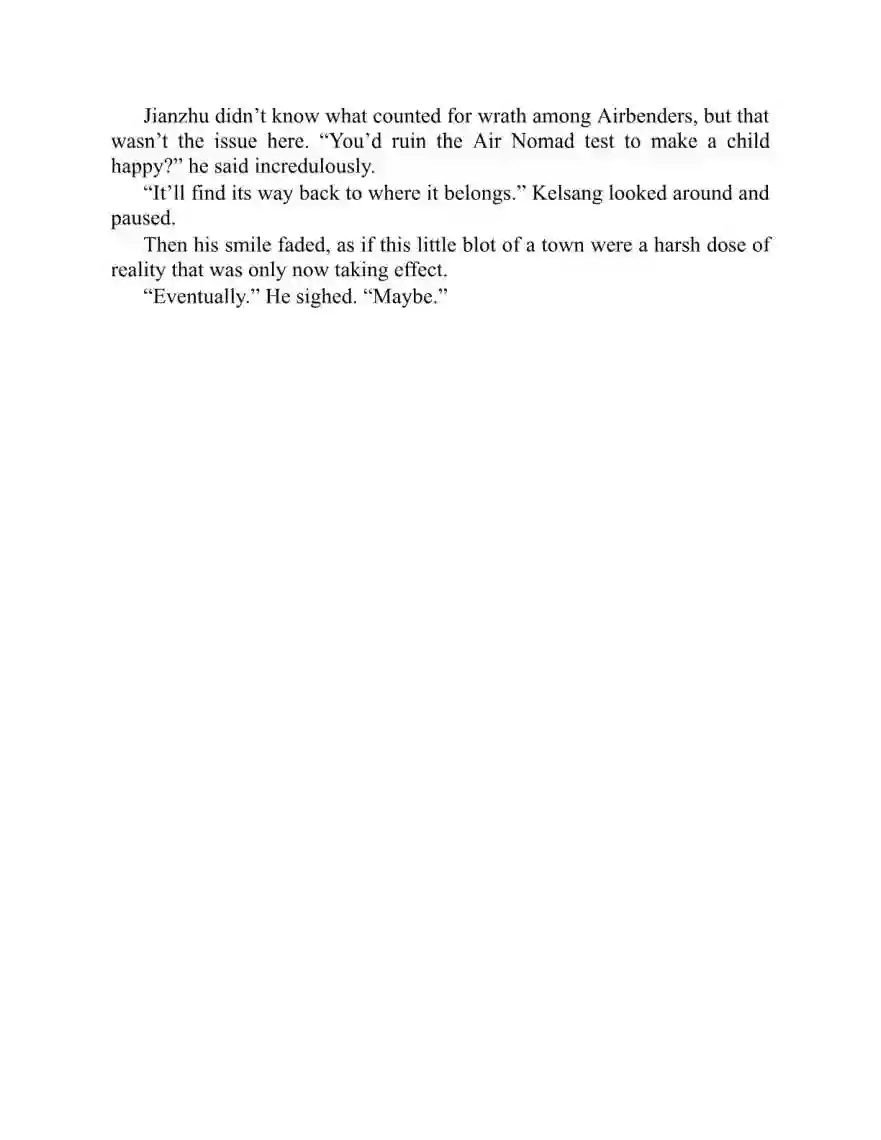 Jianzhu didn’t know what counted for wrath among Airbenders, but that
wasn’t the issue here. “You’d ruin the Air Nomad test to make a child
happy?” he said incredulously.
“It’ll find its way back to where it belongs.” Kelsang looked around and
paused.
Then his smile faded, as if this little blot of a town were a harsh dose of
reality that was only now taking effect.
“Eventually.” He sighed. “Maybe.”